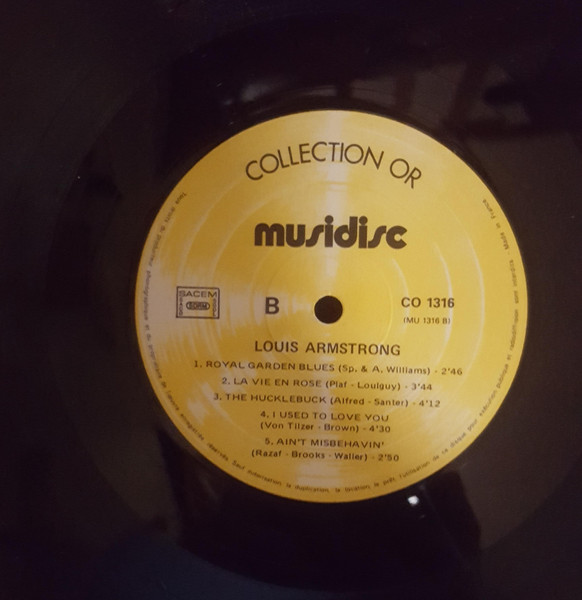 COLLECTION OR
musidisc
SACEM
B
CO 1316
(MU 1316 B)
LOUIS ARMSTRONG
1. ROYAL GARDEN BLUES (Sp. & A. Williams) - 2'46
2. LA VIE EN ROSE (Piaf - Loulguy) - 3'44
3. THE HUCKLEBUCK (Alfred - Santer) - 4'12
4. I USED TO LOVE YOU
(Von Tilzer - Brown) - 4'30
5. AIN'T MISBEHAVIN'
(Razaf - Brooks - Waller) - 2'50